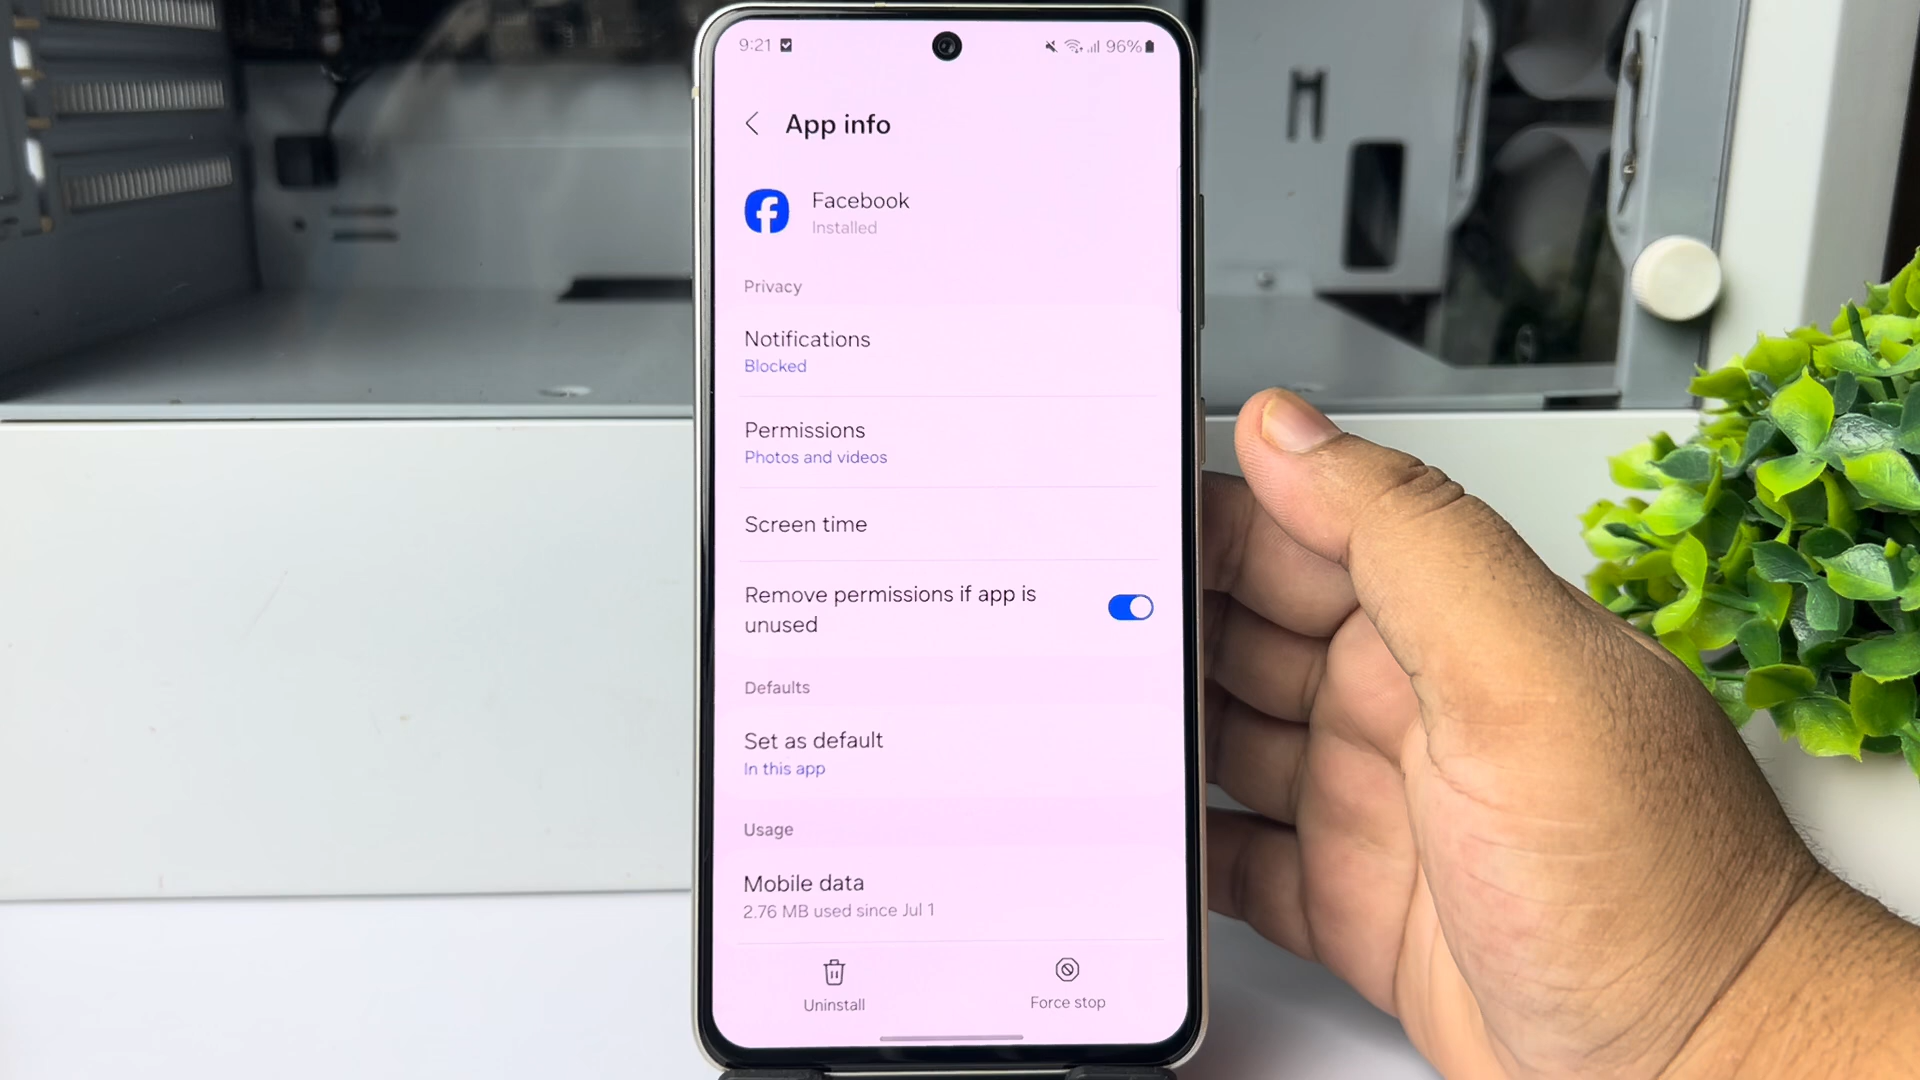 9:21 96%
App info
Facebook
Installed
Privacy
Notifications
Blocked
Permissions
Photos and videos
Screen time
Remove permissions if app is
unused
Defaults
Set as default
In this app
Usage
Mobile data
2.76 MB used since Jul 1
Uninstall Force stop